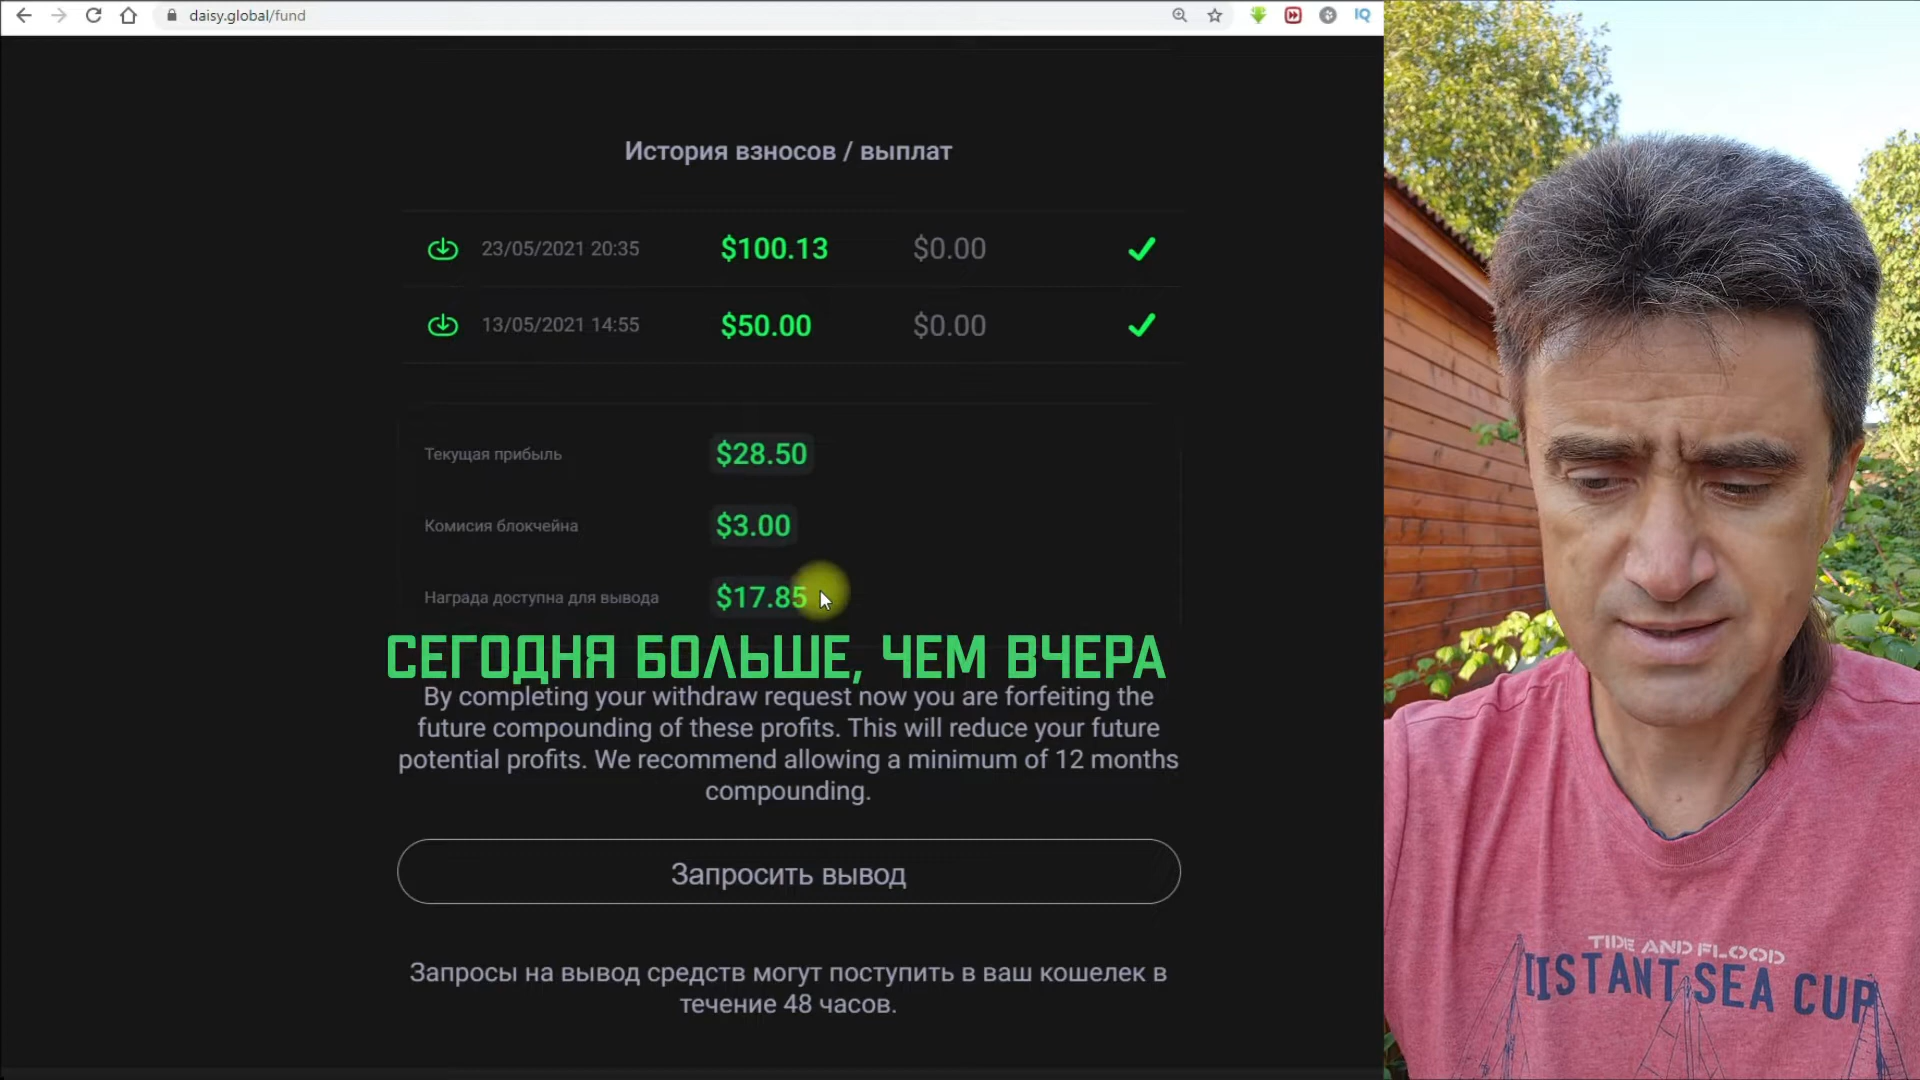 daisy.global/fund
IQ
История взносов / выплат
23/05/2021 20:35 $100.13 $0.00
13/05/2021 14:55 $50.00 $0.00
Текущая прибыль $28.50
Комисия блокчейна $3.00
Награда доступна для вывода $17.85
СЕГОДНЯ БОЛЬШЕ, ЧЕМ ВЧЕРА
By completing your withdraw request now you are forfeiting the
future compounding of these profits. This will reduce your future
potential profits. We recommend allowing a minimum of 12 months
compounding.
Запросить вывод
Запросы на вывод средств могут поступить в ваш кошелек в
течение 48 часов.
TIDE AND FLOOD
DISTANT SEA CUP